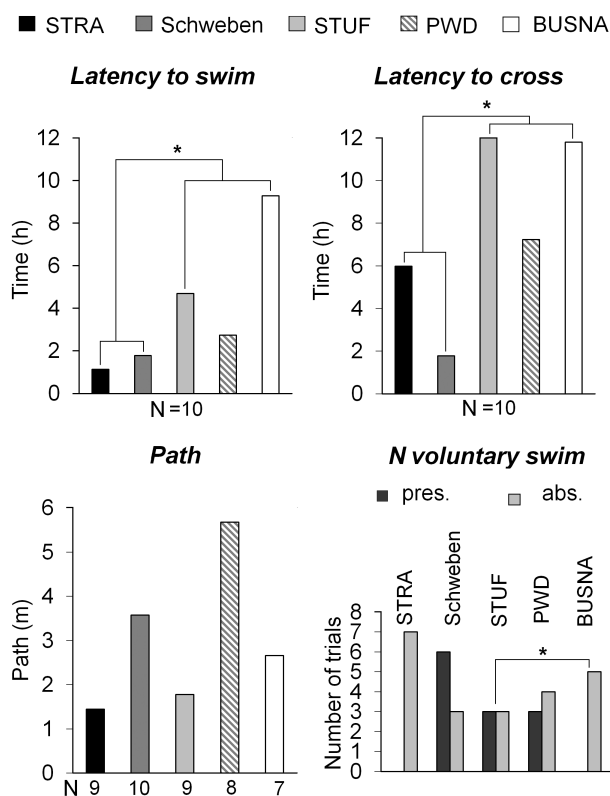 STRA Schweben STUF PWD BUSNA
Latency to swim
Latency to cross
Time (h)
12
10
8
6
4
2
0
*
N =10
Time (h)
12
10
8
6
4
2
0
*
N =10
Path
N voluntary swim
pres. abs.
Path (m)
6
5
4
3
2
1
0
N 9 10 9 8 7
STRA
Schweben
STUF
PWD
BUSNA
Number of trials
8
7
6
5
4
3
2
1
0
*